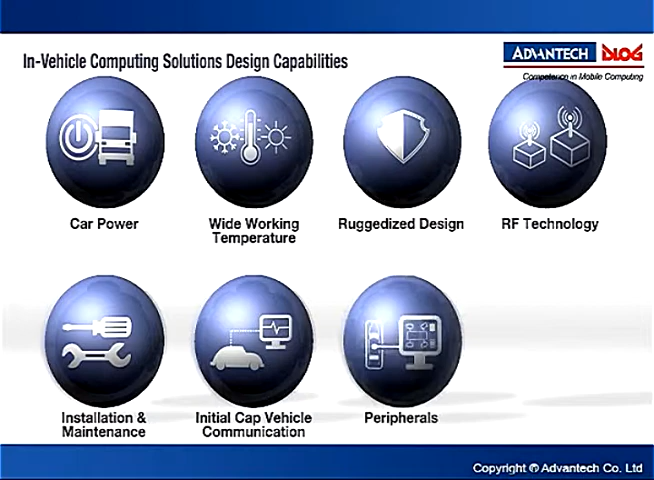 In-Vehicle Computing Solutions Design Capabilities
ADVANTECH DLOG
Competence in Mobile Computing
Car Power
Wide Working
Temperature
Ruggedized Design
RF Technology
Installation &
Maintenance
Initial Cap Vehicle
Communication
Peripherals
Copyright ® Advantech Co. Ltd